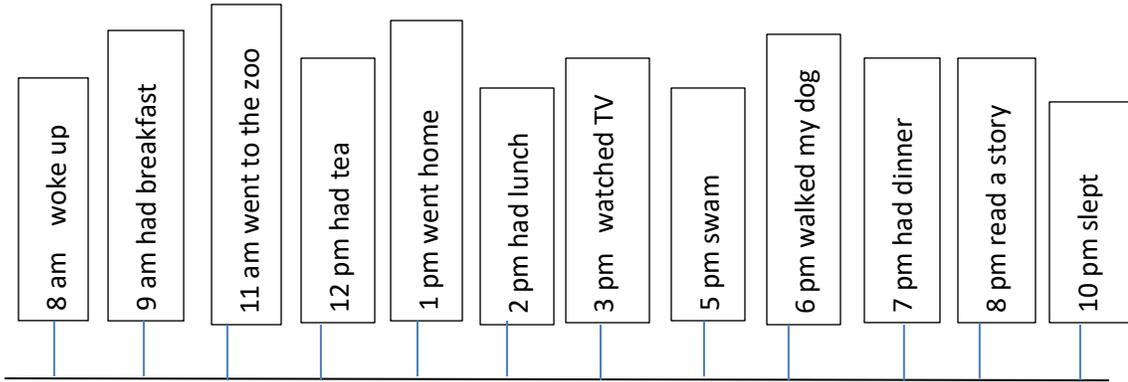 8 am woke up
9 am had breakfast
11 am went to the zoo
12 pm had tea
1 pm went home
2 pm had lunch
3 pm watched TV
5 pm swam
6 pm walked my dog
7 pm had dinner
8 pm read a story
10 pm slept